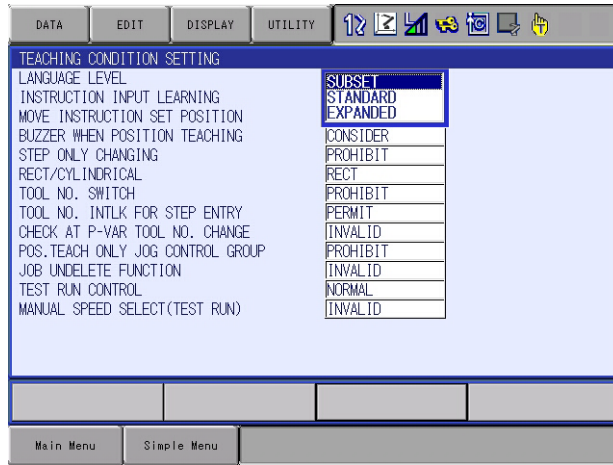 DATA EDIT DISPLAY UTILITY
TEACHING CONDITION SETTING
LANGUAGE LEVEL SUBSET
INSTRUCTION INPUT LEARNING STANDARD
MOVE INSTRUCTION SET POSITION EXPANDED
BUZZER WHEN POSITION TEACHING CONSIDER
STEP ONLY CHANGING PROHIBIT
RECT/CYLINDRICAL RECT
TOOL NO. SWITCH PROHIBIT
TOOL NO. INTLK FOR STEP ENTRY PERMIT
CHECK AT P-VAR TOOL NO. CHANGE INVALID
POS.TEACH ONLY JOG CONTROL GROUP PROHIBIT
JOB UNDELETE FUNCTION INVALID
TEST RUN CONTROL NORMAL
MANUAL SPEED SELECT(TEST RUN) INVALID
Main Menu Simple Menu